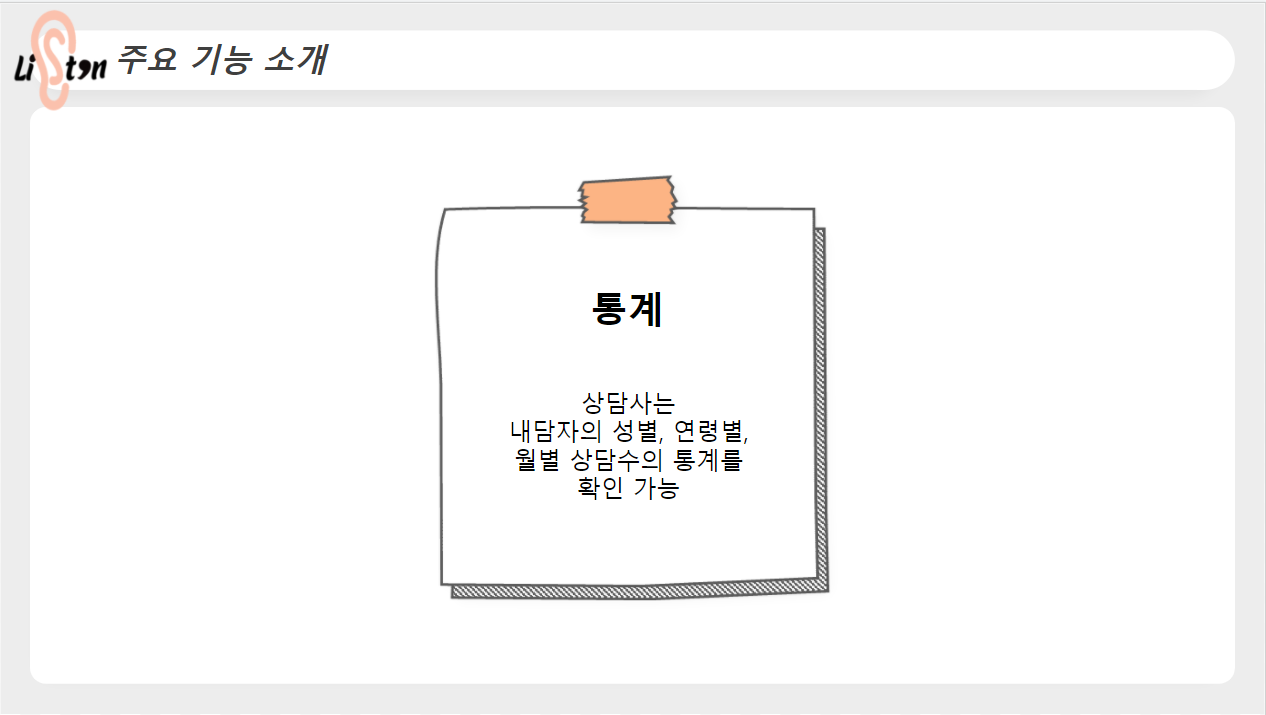 Liston 주요 기능 소개
통계
상담사는
내담자의 성별, 연령별,
월별 상담수의 통계를
확인 가능